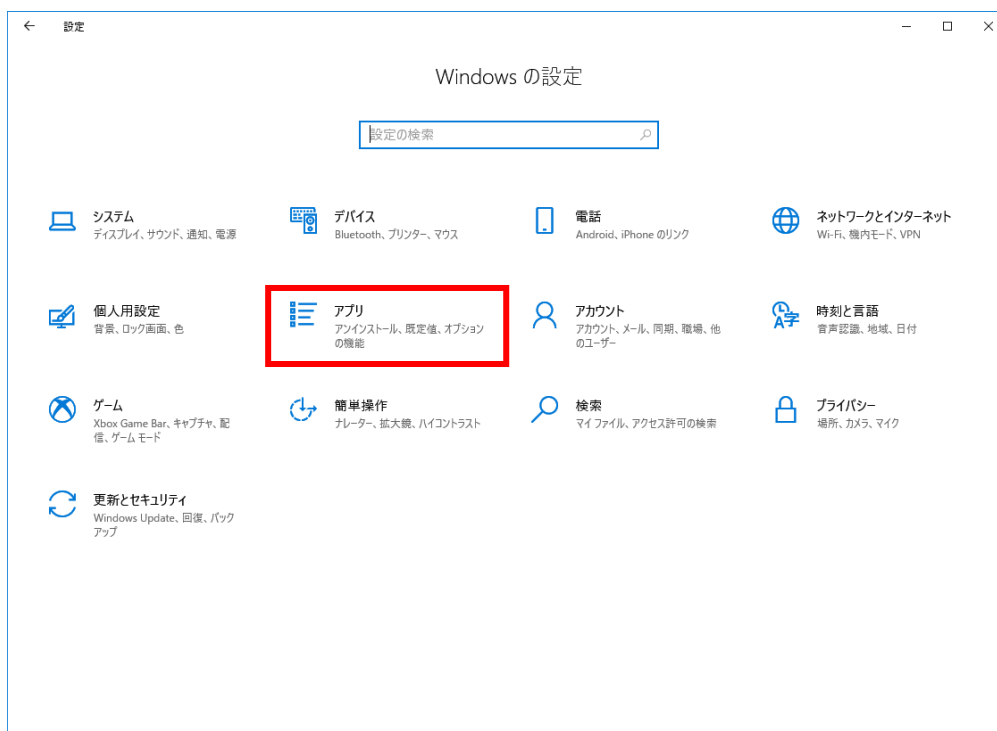 設定
Windows の設定
設定の検索
システム
ディスプレイ、サウンド、通知、電源
デバイス
Bluetooth、プリンター、マウス
電話
Android、iPhone のリンク
ネットワークとインターネット
Wi-Fi、機内モード、VPN
個人用設定
背景、ロック画面、色
アプリ
アンインストール、既定値、オプション
の機能
アカウント
アカウント、メール、同期、職場、他
のユーザー
時刻と言語
音声認識、地域、日付
ゲーム
Xbox Game Bar、キャプチャ、配
信、ゲーム モード
簡単操作
ナレーター、拡大鏡、ハイコントラスト
検索
マイ ファイル、アクセス許可の検索
プライバシー
場所、カメラ、マイク
更新とセキュリティ
Windows Update、回復、バック
アップ